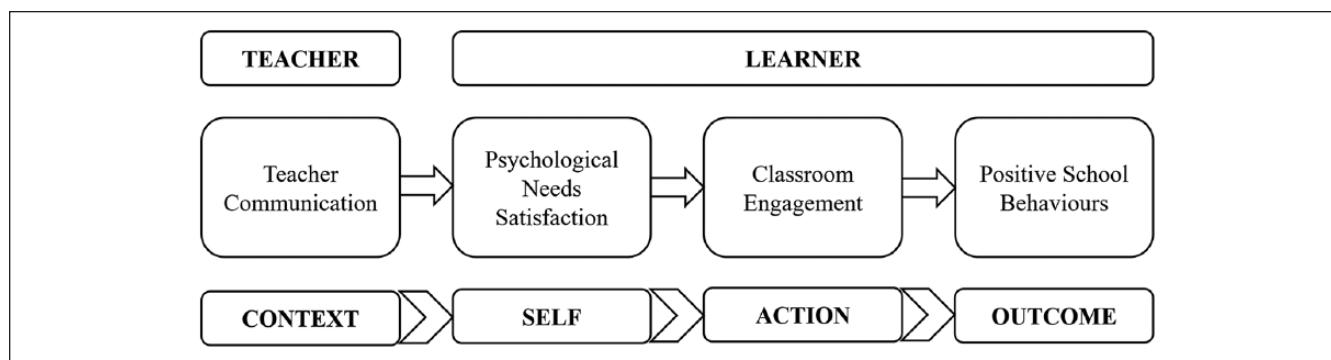 TEACHER
LEARNER
Teacher
Communication
Psychological
Needs
Satisfaction
Classroom
Engagement
Positive School
Behaviours
CONTEXT
SELF
ACTION
OUTCOME